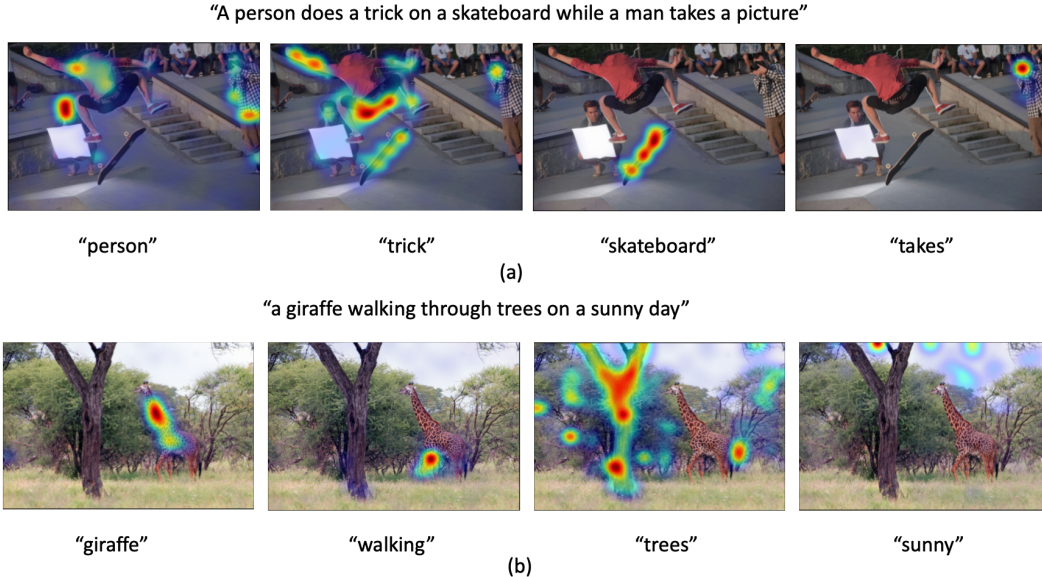 “A person does a trick on a skateboard while a man takes a picture”
“person” “trick” “skateboard” “takes”
(a)
“a giraffe walking through trees on a sunny day”
“giraffe” “walking” “trees” “sunny”
(b)